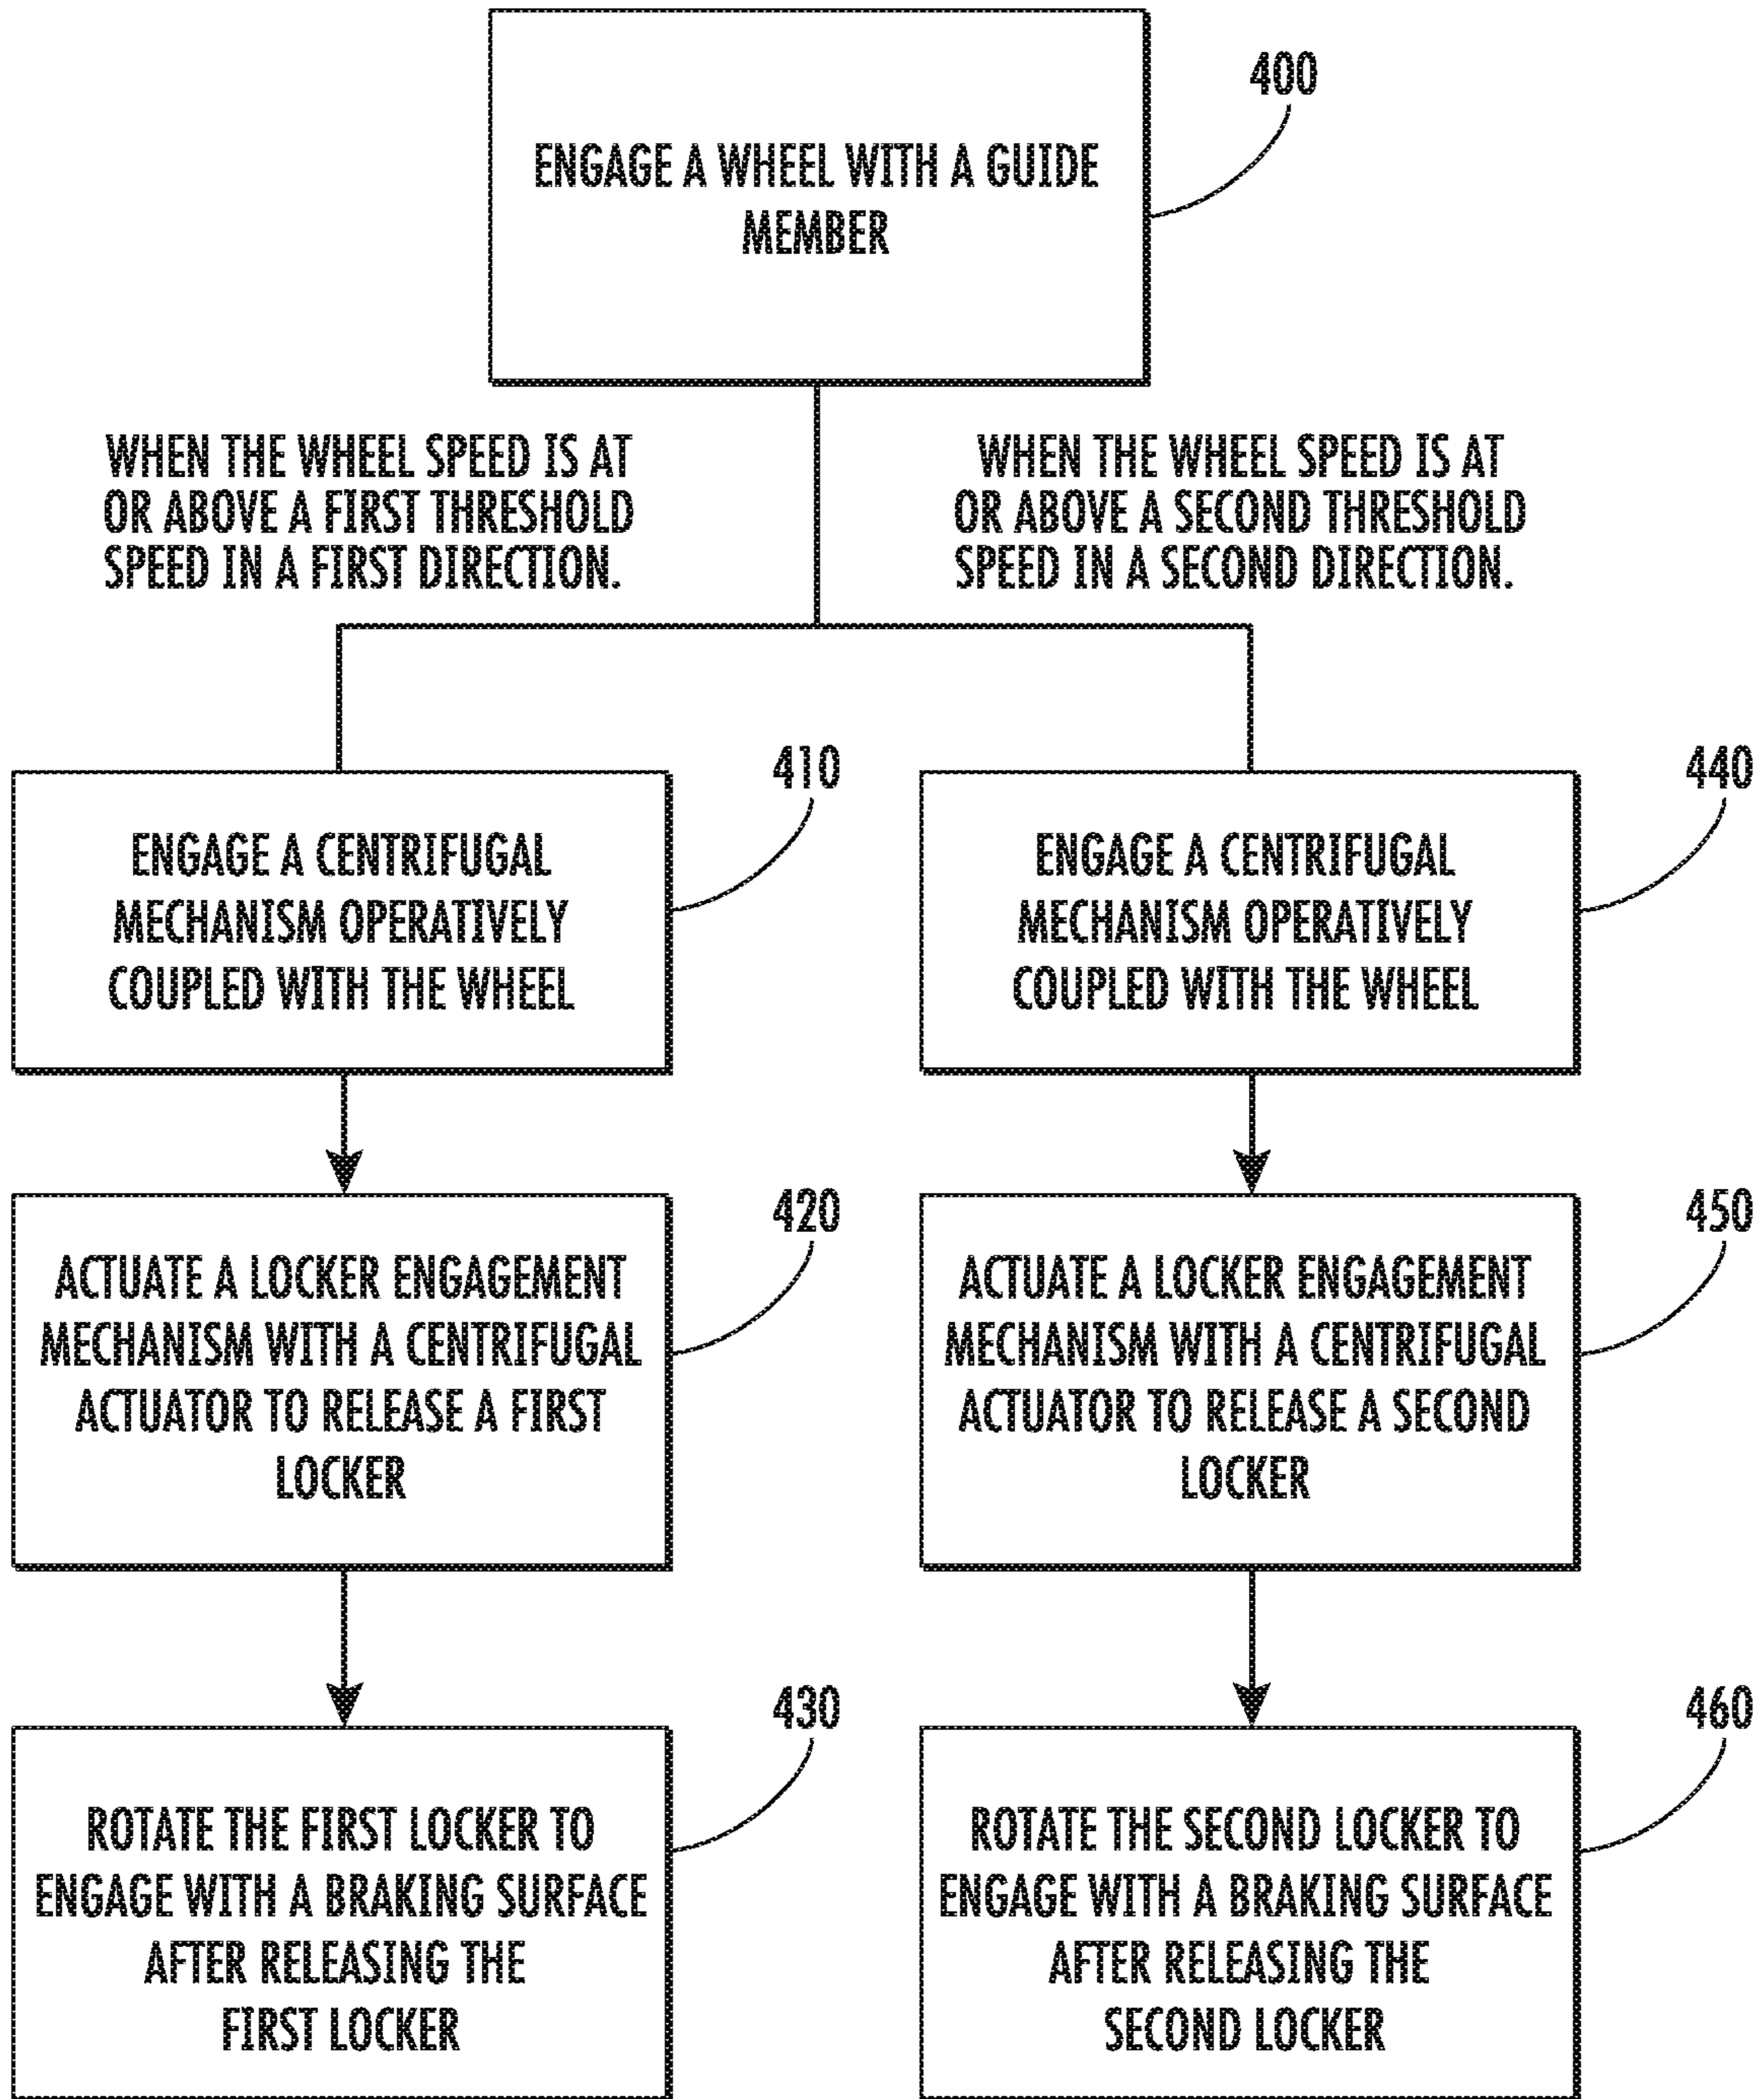 400
ENGAGE A WHEEL WITH A GUIDE
MEMBER
WHEN THE WHEEL SPEED IS AT
OR ABOVE A FIRST THRESHOLD
SPEED IN A FIRST DIRECTION.
WHEN THE WHEEL SPEED IS AT
OR ABOVE A SECOND THRESHOLD
SPEED IN A SECOND DIRECTION.
410
ENGAGE A CENTRIFUGAL
MECHANISM OPERATIVELY
COUPLED WITH THE WHEEL
440
ENGAGE A CENTRIFUGAL
MECHANISM OPERATIVELY
COUPLED WITH THE WHEEL
420
ACTUATE A LOCKER ENGAGEMENT
MECHANISM WITH A CENTRIFUGAL
ACTUATOR TO RELEASE A FIRST
LOCKER
450
ACTUATE A LOCKER ENGAGEMENT
MECHANISM WITH A CENTRIFUGAL
ACTUATOR TO RELEASE A SECOND
LOCKER
430
ROTATE THE FIRST LOCKER TO
ENGAGE WITH A BRAKING SURFACE
AFTER RELEASING THE
FIRST LOCKER
460
ROTATE THE SECOND LOCKER TO
ENGAGE WITH A BRAKING SURFACE
AFTER RELEASING THE
SECOND LOCKER